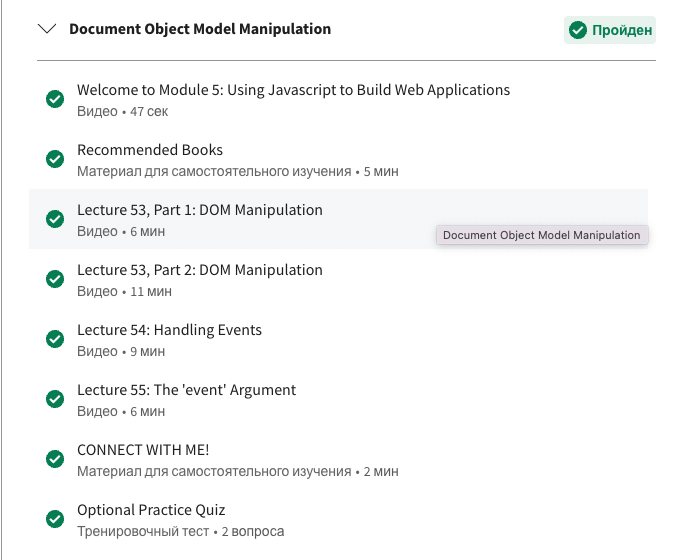 Document Object Model Manipulation
Пройден
Welcome to Module 5: Using Javascript to Build Web Applications
Видео • 47 сек
Recommended Books
Материал для самостоятельного изучения • 5 мин
Lecture 53, Part 1: DOM Manipulation
Видео • 6 мин
Document Object Model Manipulation
Lecture 53, Part 2: DOM Manipulation
Видео • 11 мин
Lecture 54: Handling Events
Видео • 9 мин
Lecture 55: The 'event' Argument
Видео • 6 мин
CONNECT WITH ME!
Материал для самостоятельного изучения • 2 мин
Optional Practice Quiz
Тренировочный тест • 2 вопроса